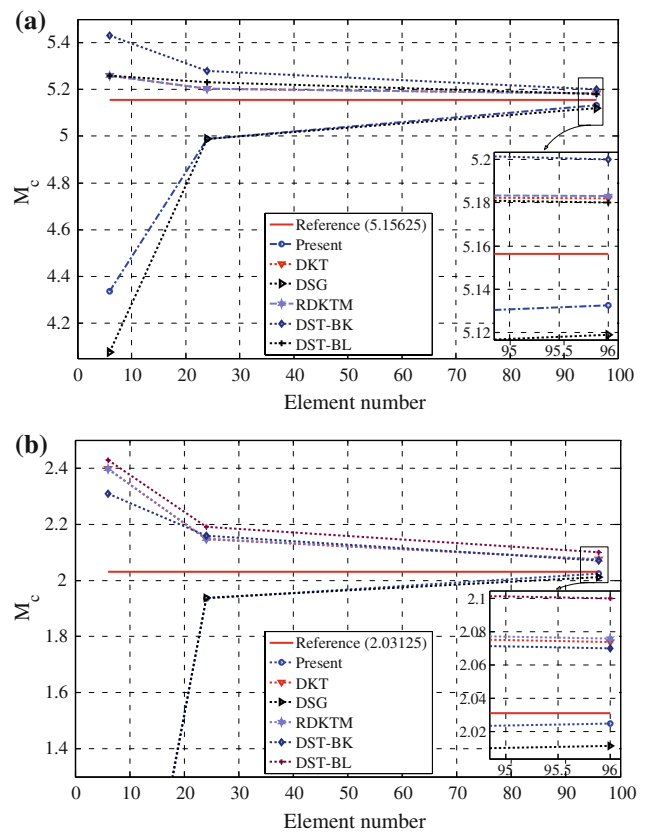 (a)
5.4
5.2
5
4.8
4.6
4.4
4.2
M_c
0 10 20 30 40 50 60 70 80 90 100
Element number
Reference (5.15625)
Present
DKT
DSG
RDKTM
DST-BK
DST-BL
5.2
5.18
5.16
5.14
5.12
95 95.5 96
(b)
2.4
2.2
2
1.8
1.6
1.4
M_c
0 10 20 30 40 50 60 70 80 90 100
Element number
Reference (2.03125)
Present
DKT
DSG
RDKTM
DST-BK
DST-BL
2.1
2.08
2.06
2.04
2.02
95 95.5 96